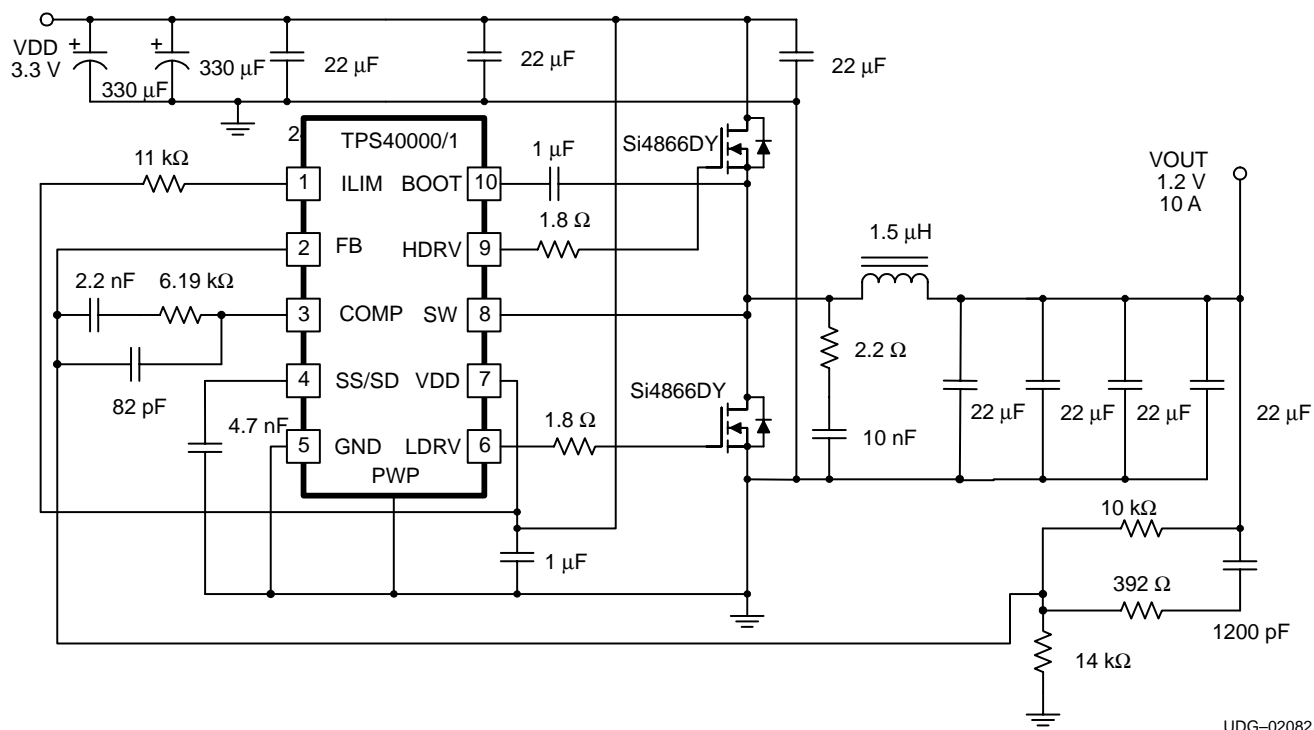 VDD
3.3 V
+
330 µF
+
330 µF
22 µF
22 µF
22 µF
2
TPS40000/1
11 kΩ
1 ILIM BOOT 10
1 µF
Si4866DY
VOUT
1.2 V
10 A
2 FB HDRV 9
1.8 Ω
1.5 µH
2.2 nF
6.19 kΩ
3 COMP SW 8
82 pF
2.2 Ω
4 SS/SD VDD 7
Si4866DY
4.7 nF
5 GND LDRV 6
1.8 Ω
10 nF
22 µF
22 µF
22 µF
22 µF
PWP
1 µF
10 kΩ
392 Ω
1200 pF
14 kΩ
UDG–02082